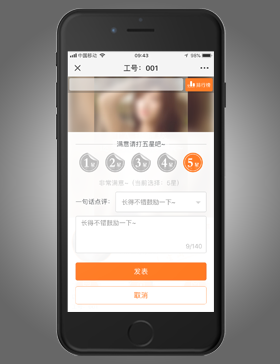 中国移动 09:43 98%
工号：001
排行榜
满意请打五星吧~
1星 2星 3星 4星 5星
非常满意~（当前选项：5星）
一句话点评： 长得不错鼓励一下~
长得不错鼓励一下~
9/140
发表
取消